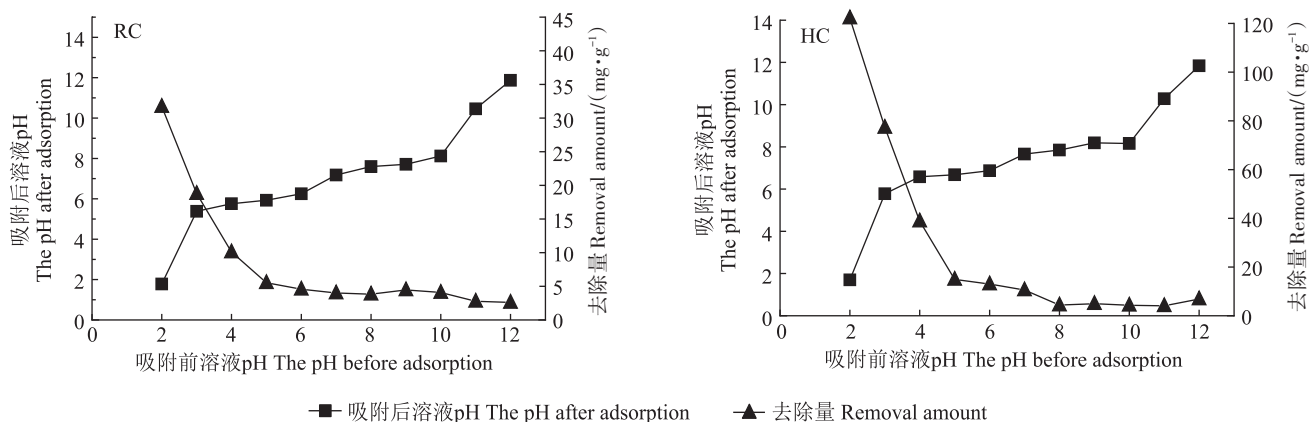 RC
14
12
10
8
6
4
2
0
吸附后溶液pH
The pH after adsorption
45
40
35
30
25
20
15
10
5
0
去除量 Removal amount/(mg•g⁻¹)
0 2 4 6 8 10 12
吸附前溶液pH The pH before adsorption
HC
14
12
10
8
6
4
2
0
吸附后溶液pH
The pH after adsorption
120
100
80
60
40
20
0
去除量 Removal amount/(mg•g⁻¹)
0 2 4 6 8 10 12
吸附前溶液pH The pH before adsorption
吸附后溶液pH The pH after adsorption
去除量 Removal amount